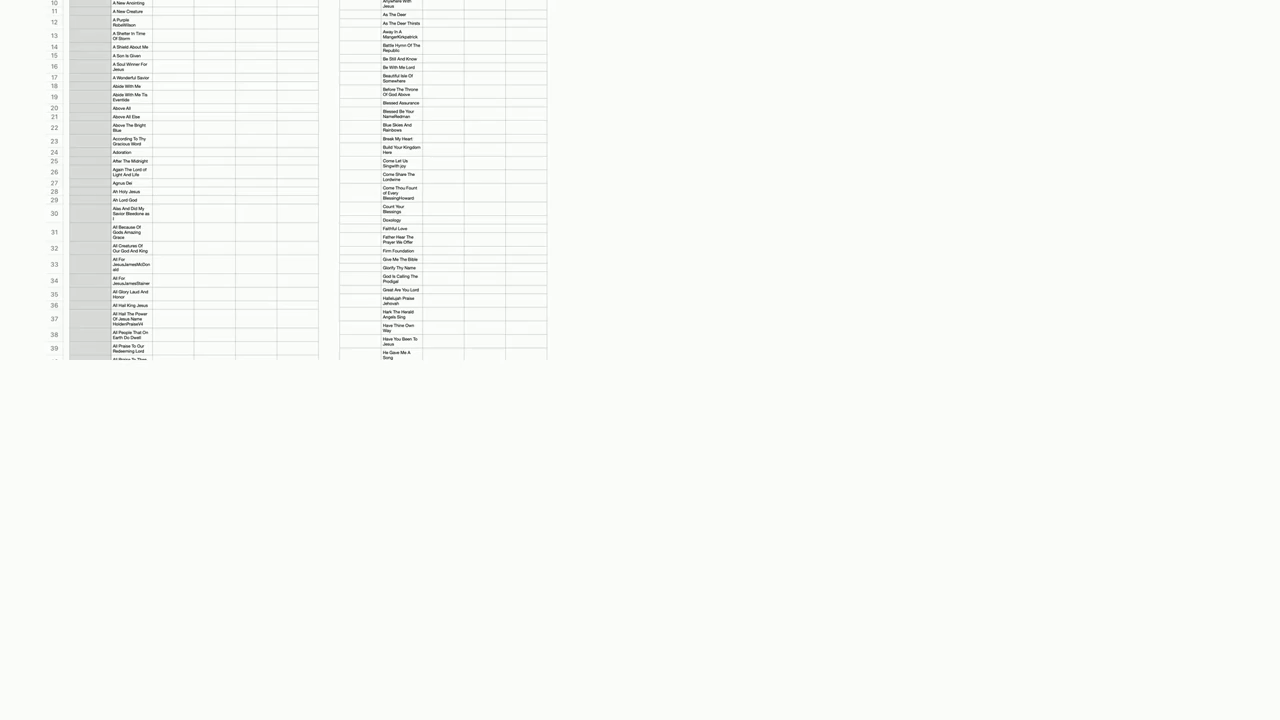 10
A New Anointing
11
A New Creature
12
A Purple
RobeWilson
13
A Shelter In Time
Of Storm
14
A Shield About Me
15
A Son Is Given
16
A Soul Winner For
Jesus
17
A Wonderful Savior
18
Abide With Me
19
Abide With Me Tis
Eventide
20
Above All
21
Above All Else
22
Above The Bright
Blue
23
According To Thy
Gracious Word
24
Adoration
25
After The Midnight
26
Again The Lord of
Light And Life
27
Agnus Dei
28
Ah Holy Jesus
29
Ah Lord God
30
Alas And Did My
Savior Bleedone as
I
31
All Because Of
Gods Amazing
Grace
32
All Creatures Of
Our God And King
33
All For
JesusJamesMcDon
ald
34
All For
JesusJamesStainer
35
All Glory Laud And
Honor
36
All Hail King Jesus
37
All Hail The Power
Of Jesus Name
HoldenPraiseV4
38
All People That On
Earth Do Dwell
39
All Praise To Our
Redeeming Lord
Anywhere With
Jesus
As The Deer
As The Deer Thirsts
Away In A
MangerKirkpatrick
Battle Hymn Of The
Republic
Be Still And Know
Be With Me Lord
Beautiful Isle Of
Somewhere
Before The Throne
Of God Above
Blessed Assurance
Blessed Be Your
NameRedman
Blue Skies And
Rainbows
Break My Heart
Build Your Kingdom
Here
Come Let Us
Singwith joy
Come Share The
Lordwine
Come Thou Fount
of Every
BlessingHoward
Count Your
Blessings
Doxology
Faithful Love
Father Hear The
Prayer We Offer
Firm Foundation
Give Me The Bible
Glorify Thy Name
God Is Calling The
Prodigal
Great Are You Lord
Hallelujah Praise
Jehovah
Hark The Herald
Angels Sing
Have Thine Own
Way
Have You Been To
Jesus
He Gave Me A
Song